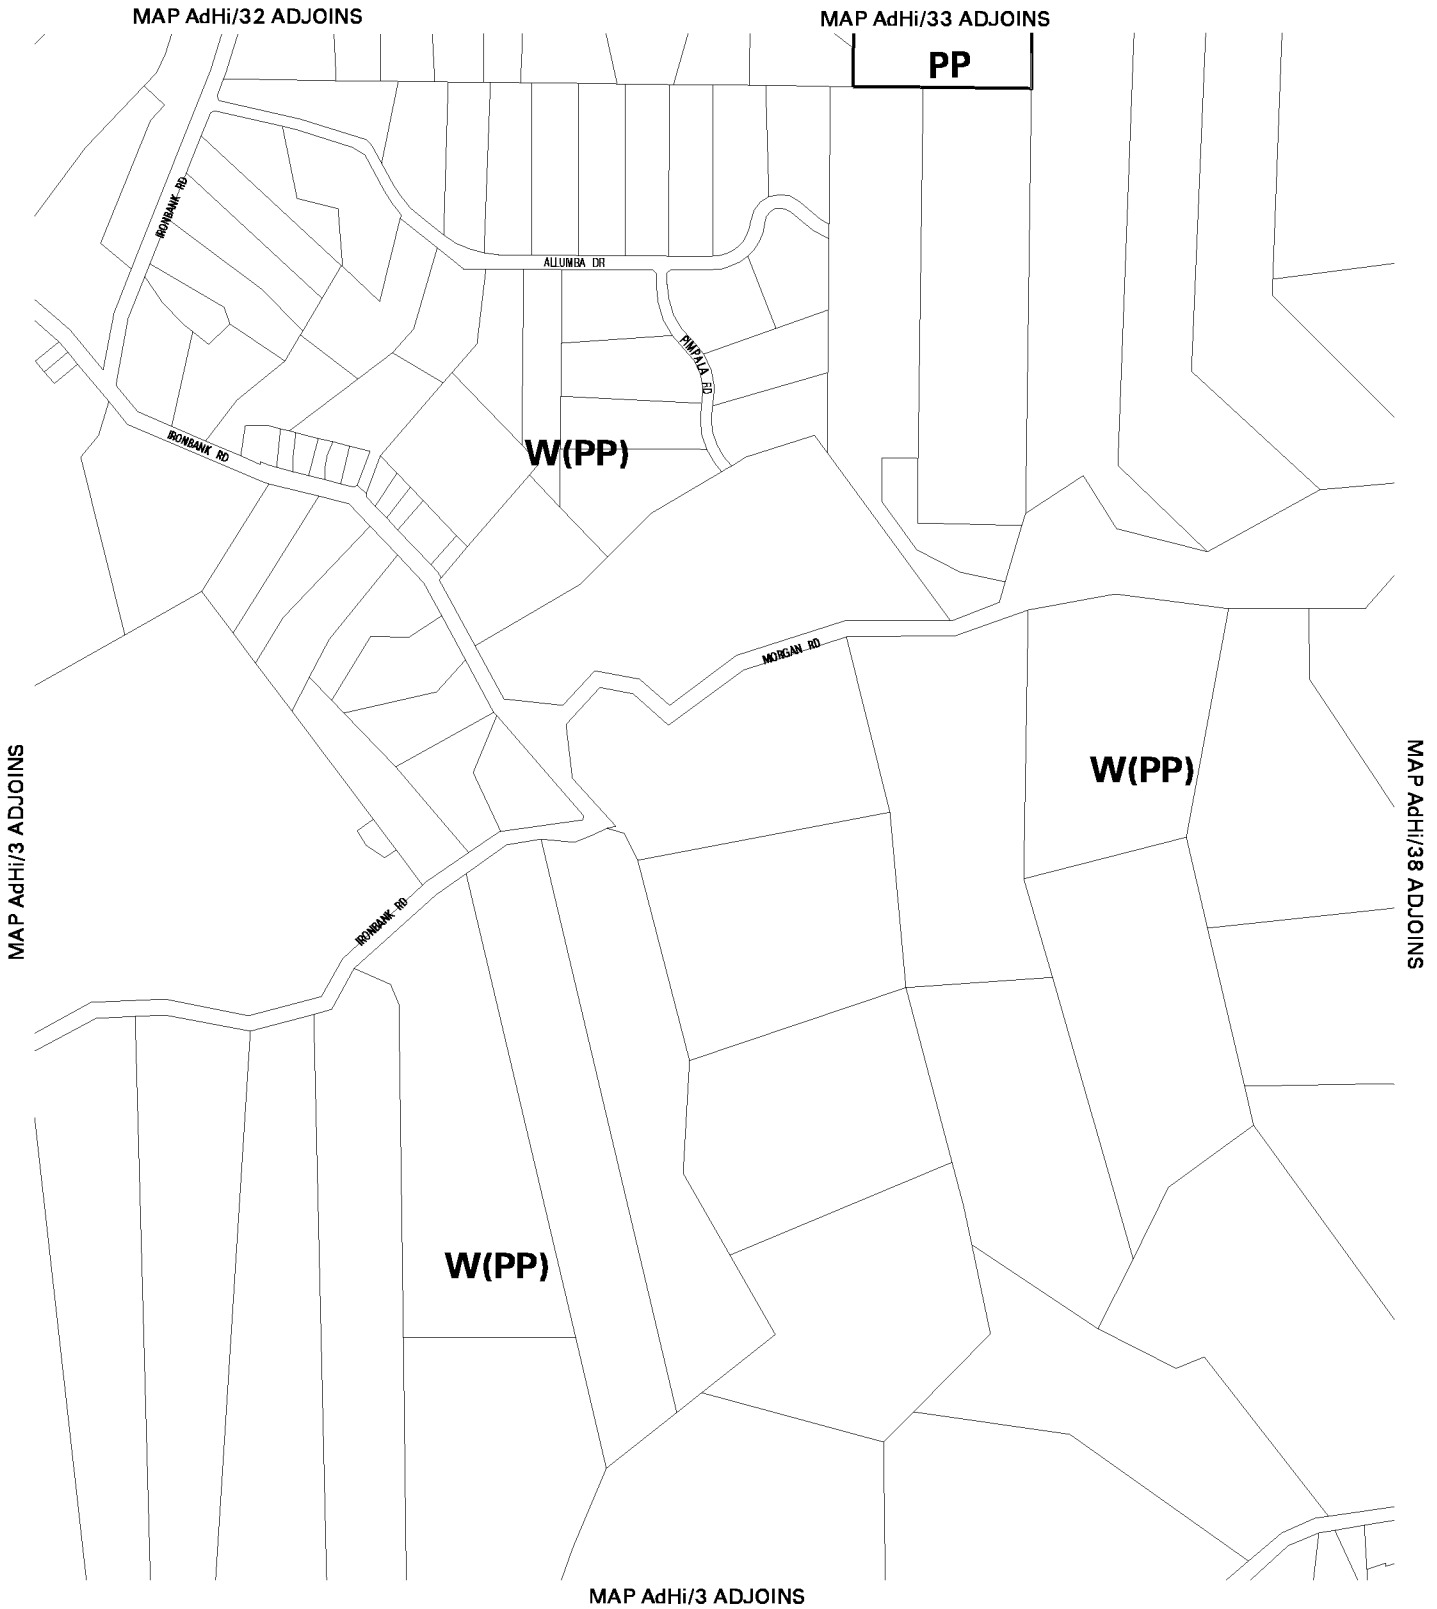 MAP AdHi/32 ADJOINS
MAP AdHi/33 ADJOINS
PP
IRONBANK RD
ALLUMBA DR
PIMPALA RD
IRONBANK RD
W(PP)
MORGAN RD
MAP AdHi/3 ADJOINS
W(PP)
MAP AdHi/38 ADJOINS
IRONBANK RD
W(PP)
MAP AdHi/3 ADJOINS